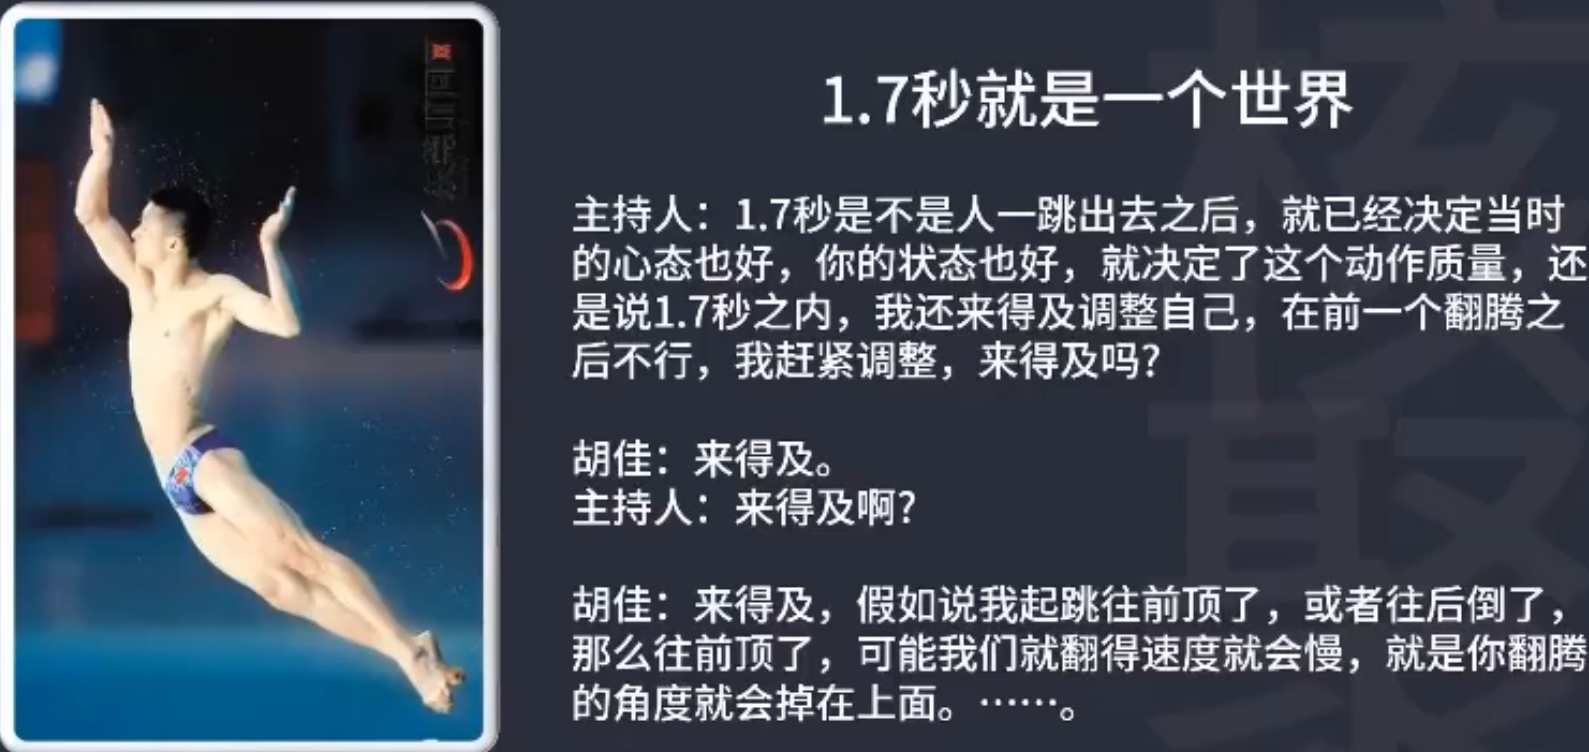 1.7秒就是一个世界
主持人：1.7秒是不是人一跳出去之后，就已经决定当时
的心态也好，你的状态也好，就决定了这个动作质量，还
是说1.7秒之内，我还来得及调整自己，在前一个翻腾之
后不行，我赶紧调整，来得及吗？
胡佳：来得及。
主持人：来得及啊？
胡佳：来得及，假如说我起跳往前顶了，或者往后倒了，
那么往前顶了，可能我们就翻得速度就会慢，就是你翻腾
的角度就会掉在上面。……。